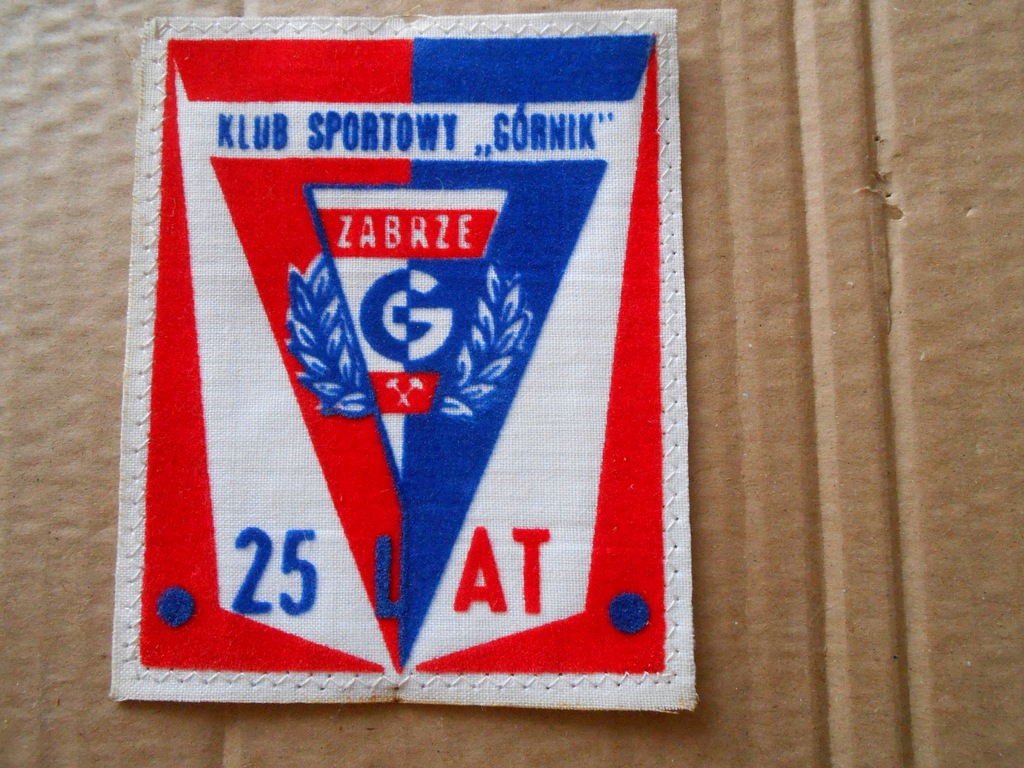 KLUB SPORTOWY „GÓRNIK”
ZABRZE
G
25 LAT